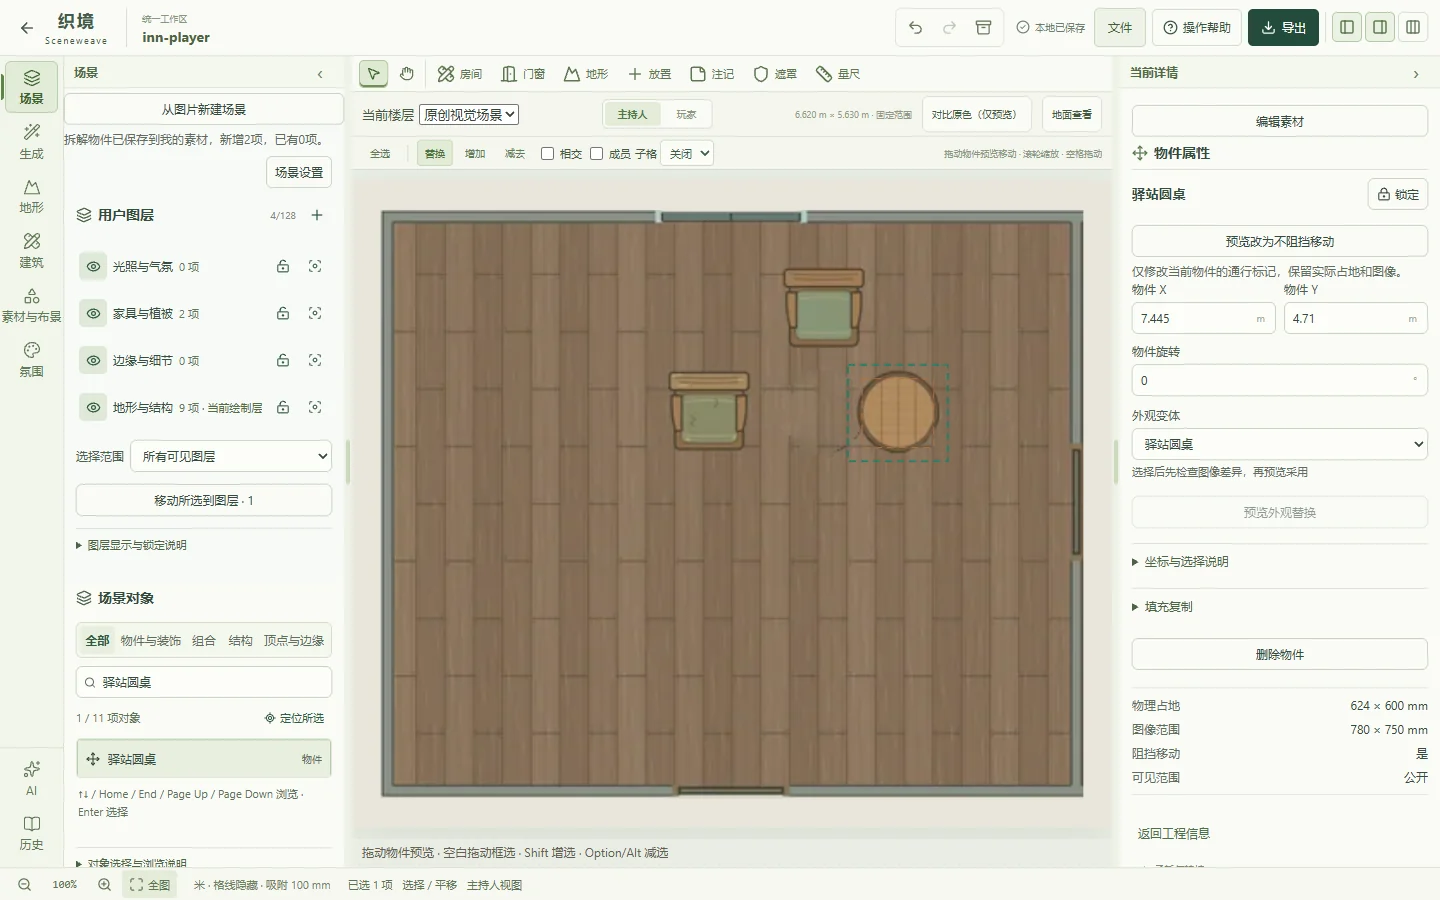 织境
Sceneweave
统一工作区
inn-player
本地已保存
文件
操作帮助
导出
场景
生成
地形
建筑
素材与布景
氛围
AI
历史
场景
从图片新建场景
拆解物件已保存到我的素材，新增2项，已有0项。
场景设置
用户图层 4/128
光照与气氛 0 项
家具与植被 2 项
边缘与细节 0 项
地形与结构 9 项 · 当前绘制层
选择范围 所有可见图层
移动所选到图层 · 1
图层显示与锁定说明
场景对象
全部 物件与装饰 组合 结构 顶点与边缘
驿站圆桌
1 / 11 项对象 定位所选
驿站圆桌 物件
↑↓ / Home / End / Page Up / Page Down 浏览 ·
Enter 选择
对象选择与浏览说明
房间 门窗 地形 放置 注记 遮罩 量尺
当前楼层 原创视觉场景 主持人 玩家 6.620 m × 5.630 m · 固定范围 对比原色（仅预览） 地面查看
全选 替换 增加 减去 相交 成员 子格 关闭 拖动物件预览移动 · 滚轮缩放 · 空格拖动
拖动物件预览 · 空白拖动框选 · Shift 增选 · Option/Alt 减选
当前详情
编辑素材
物件属性
驿站圆桌 锁定
预览改为不阻挡移动
仅修改当前物件的通行标记，保留实际占地和图像。
物件 X 物件 Y
7.445 m 4.71 m
物件旋转
0 °
外观变体
驿站圆桌
选择后先检查图像差异，再预览采用
预览外观替换
坐标与选择说明
填充复制
删除物件
物理占地 624 × 600 mm
图像范围 780 × 750 mm
阻挡移动 是
可见范围 公开
返回工程信息
100% 全图 米 · 格线隐藏 · 吸附 100 mm 已选 1 项 选择 / 平移 主持人视图